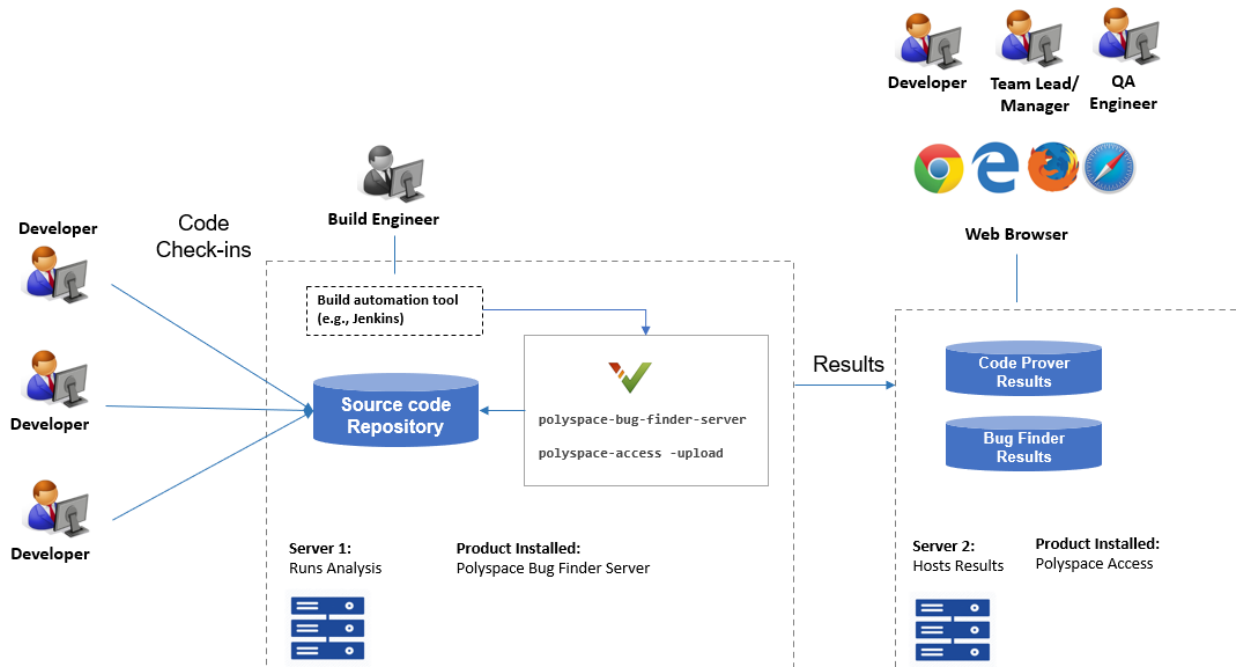 Developer
Team Lead/
Manager
QA
Engineer
Build Engineer
Web Browser
Developer
Code
Check-ins
Build automation tool
(e.g., Jenkins)
Developer
Source code
Repository
polyspace-bug-finder-server
polyspace-access -upload
Results
Code Prover
Results
Bug Finder
Results
Developer
Server 1:
Runs Analysis
Product Installed:
Polyspace Bug Finder Server
Server 2:
Hosts Results
Product Installed:
Polyspace Access